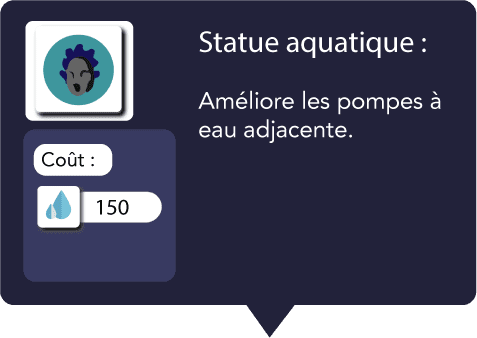 Statue aquatique :
Améliore les pompes à
eau adjacente.
Coût :
150